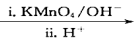 i. KMnO₄/OH⁻
ii. H⁺